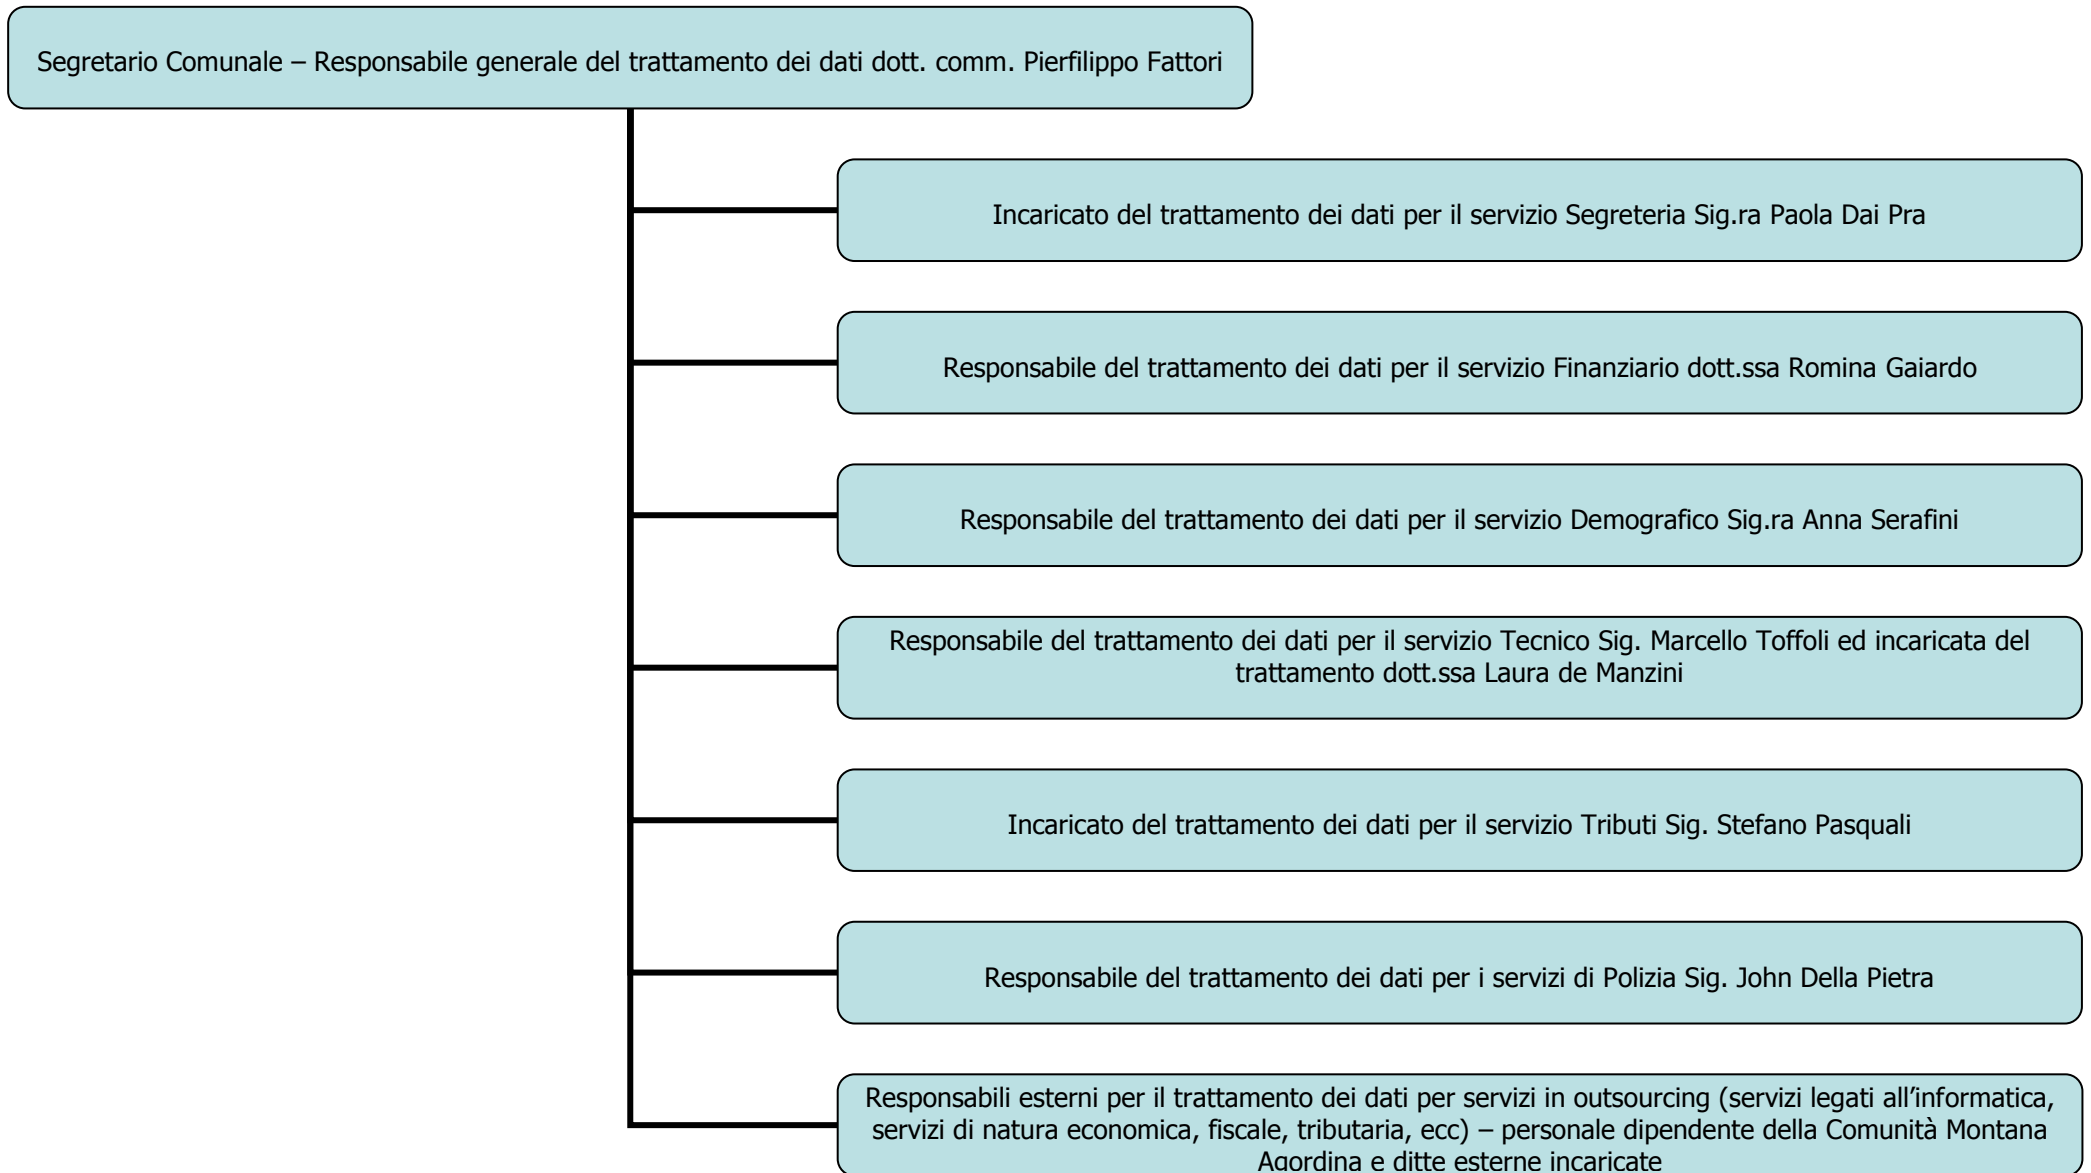 Segretario Comunale – Responsabile generale del trattamento dei dati dott. comm. Pierfilippo Fattori
Incaricato del trattamento dei dati per il servizio Segreteria Sig.ra Paola Dai Pra
Responsabile del trattamento dei dati per il servizio Finanziario dott.ssa Romina Gaiardo
Responsabile del trattamento dei dati per il servizio Demografico Sig.ra Anna Serafini
Responsabile del trattamento dei dati per il servizio Tecnico Sig. Marcello Toffoli ed incaricata del
trattamento dott.ssa Laura de Manzini
Incaricato del trattamento dei dati per il servizio Tributi Sig. Stefano Pasquali
Responsabile del trattamento dei dati per i servizi di Polizia Sig. John Della Pietra
Responsabili esterni per il trattamento dei dati per servizi in outsourcing (servizi legati all’informatica,
servizi di natura economica, fiscale, tributaria, ecc) – personale dipendente della Comunità Montana
Agordina e ditte esterne incaricate